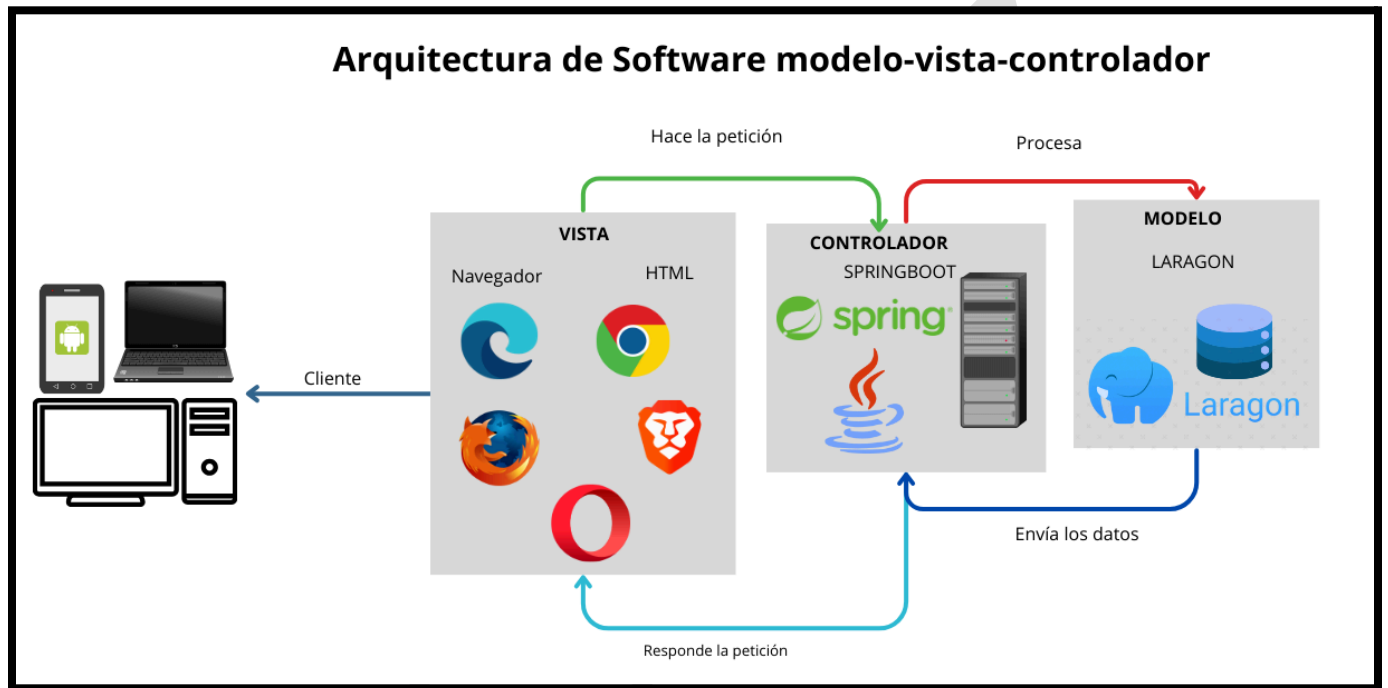 Arquitectura de Software modelo-vista-controlador
Hace la petición
Procesa
VISTA
Navegador
HTML
CONTROLADOR
SPRINGBOOT
spring
MODELO
LARAGON
Laragon
Cliente
Envía los datos
Responde la petición